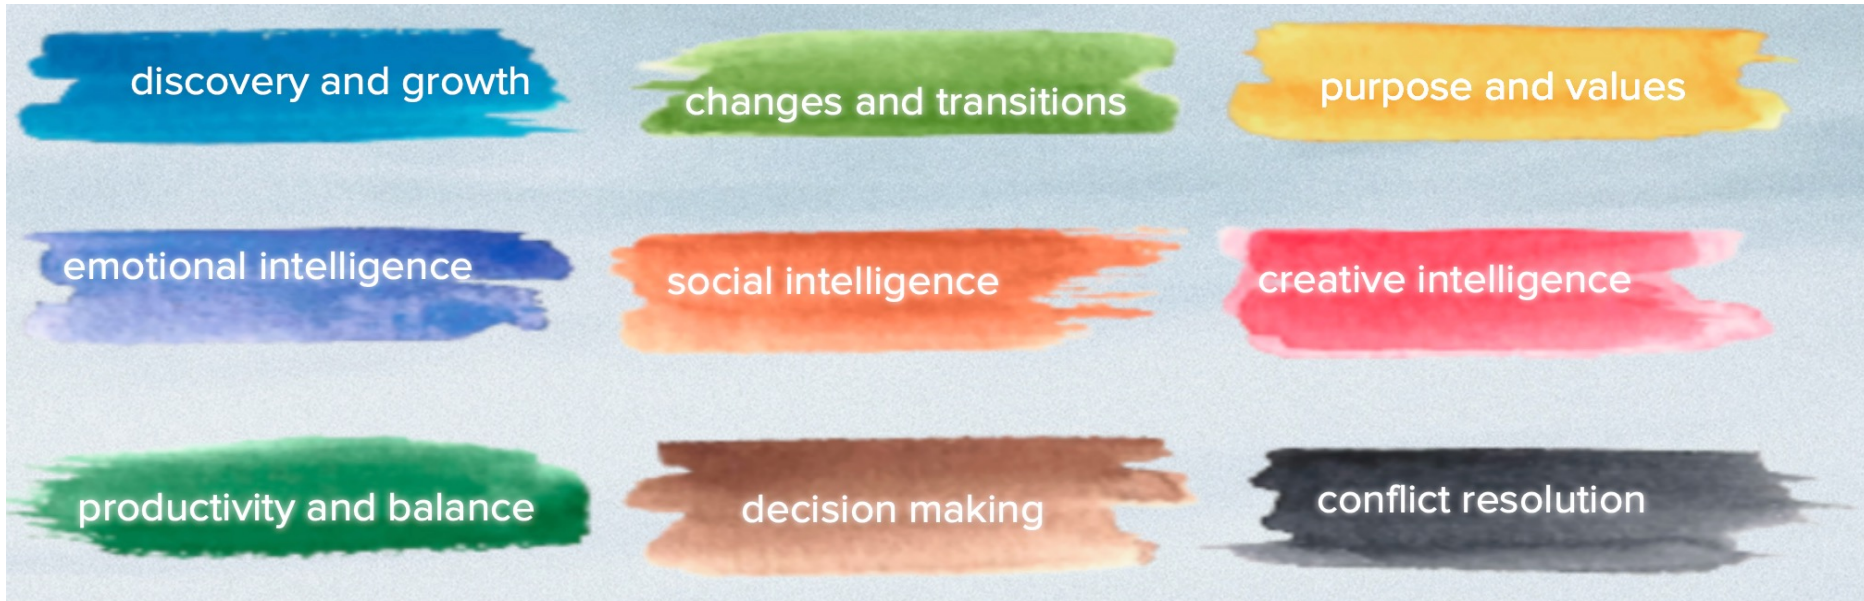 discovery and growth
changes and transitions
purpose and values
emotional intelligence
social intelligence
creative intelligence
productivity and balance
decision making
conflict resolution